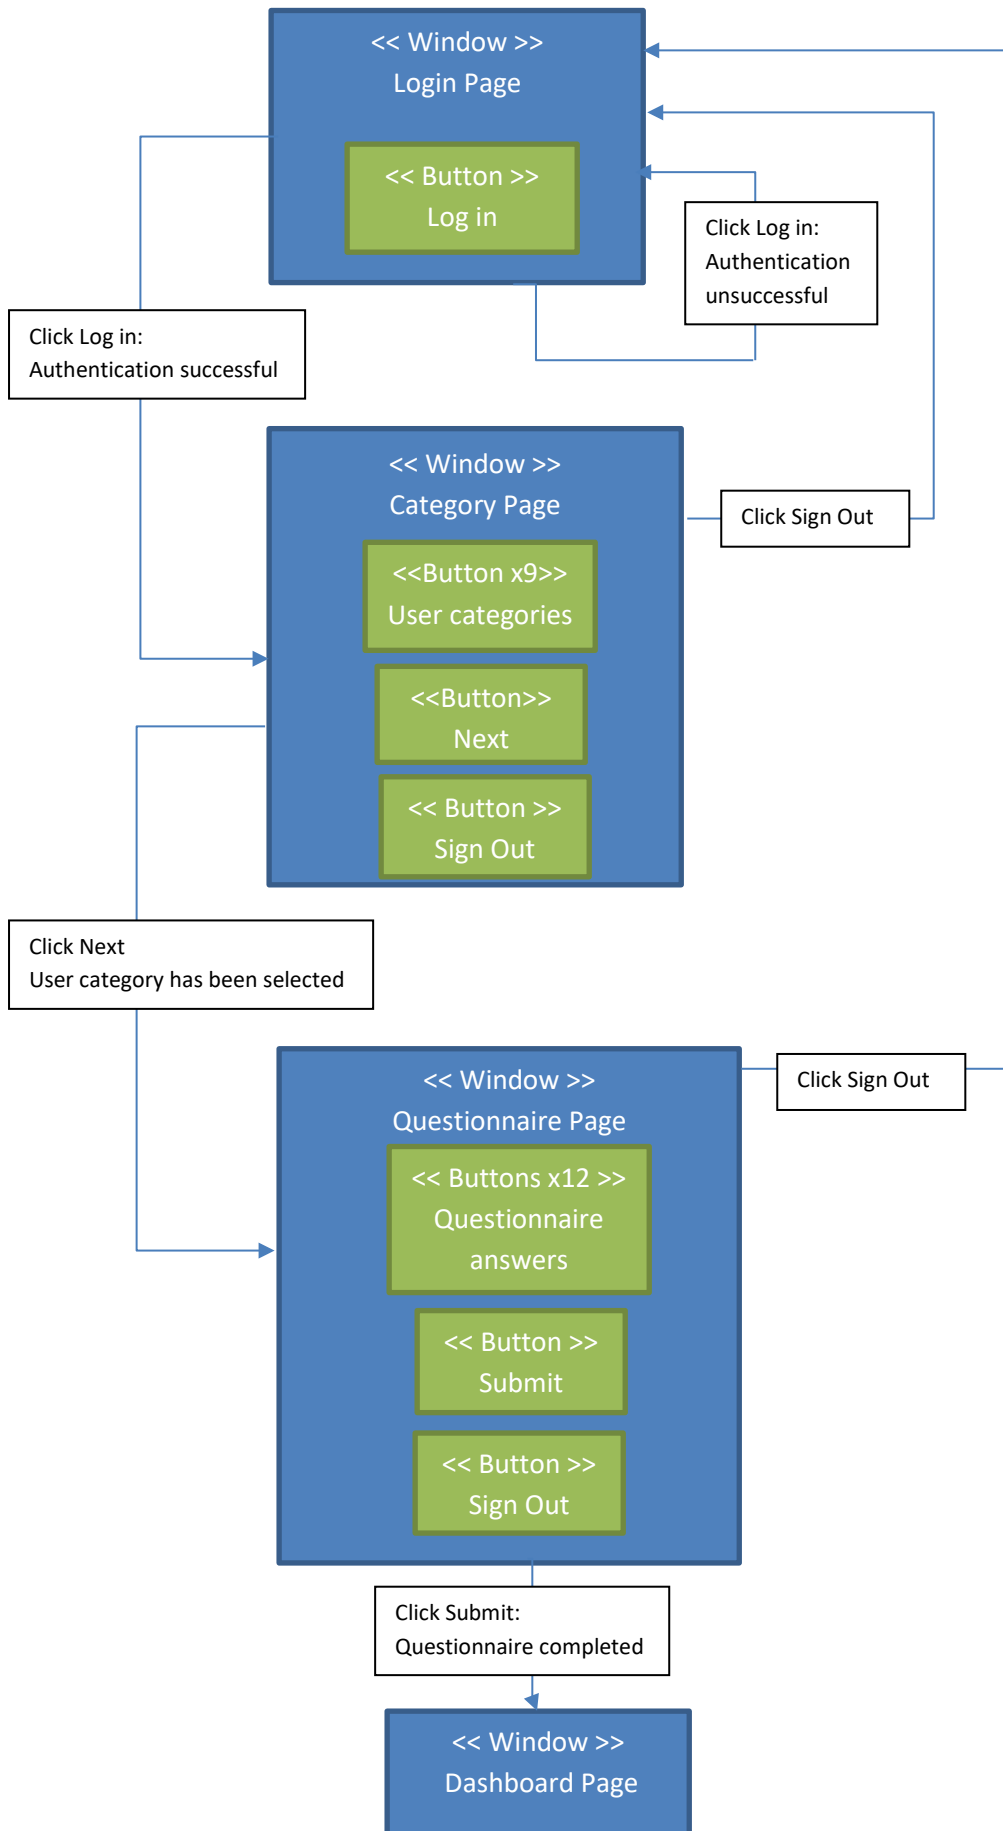 << Window >>
Login Page
<< Button >>
Log in
Click Log in:
Authentication
unsuccessful
Click Log in:
Authentication successful
<< Window >>
Category Page
Click Sign Out
<<Button x9>>
User categories
<<Button>>
Next
<< Button >>
Sign Out
Click Next
User category has been selected
<< Window >>
Questionnaire Page
Click Sign Out
<< Buttons x12 >>
Questionnaire
answers
<< Button >>
Submit
<< Button >>
Sign Out
Click Submit:
Questionnaire completed
<< Window >>
Dashboard Page